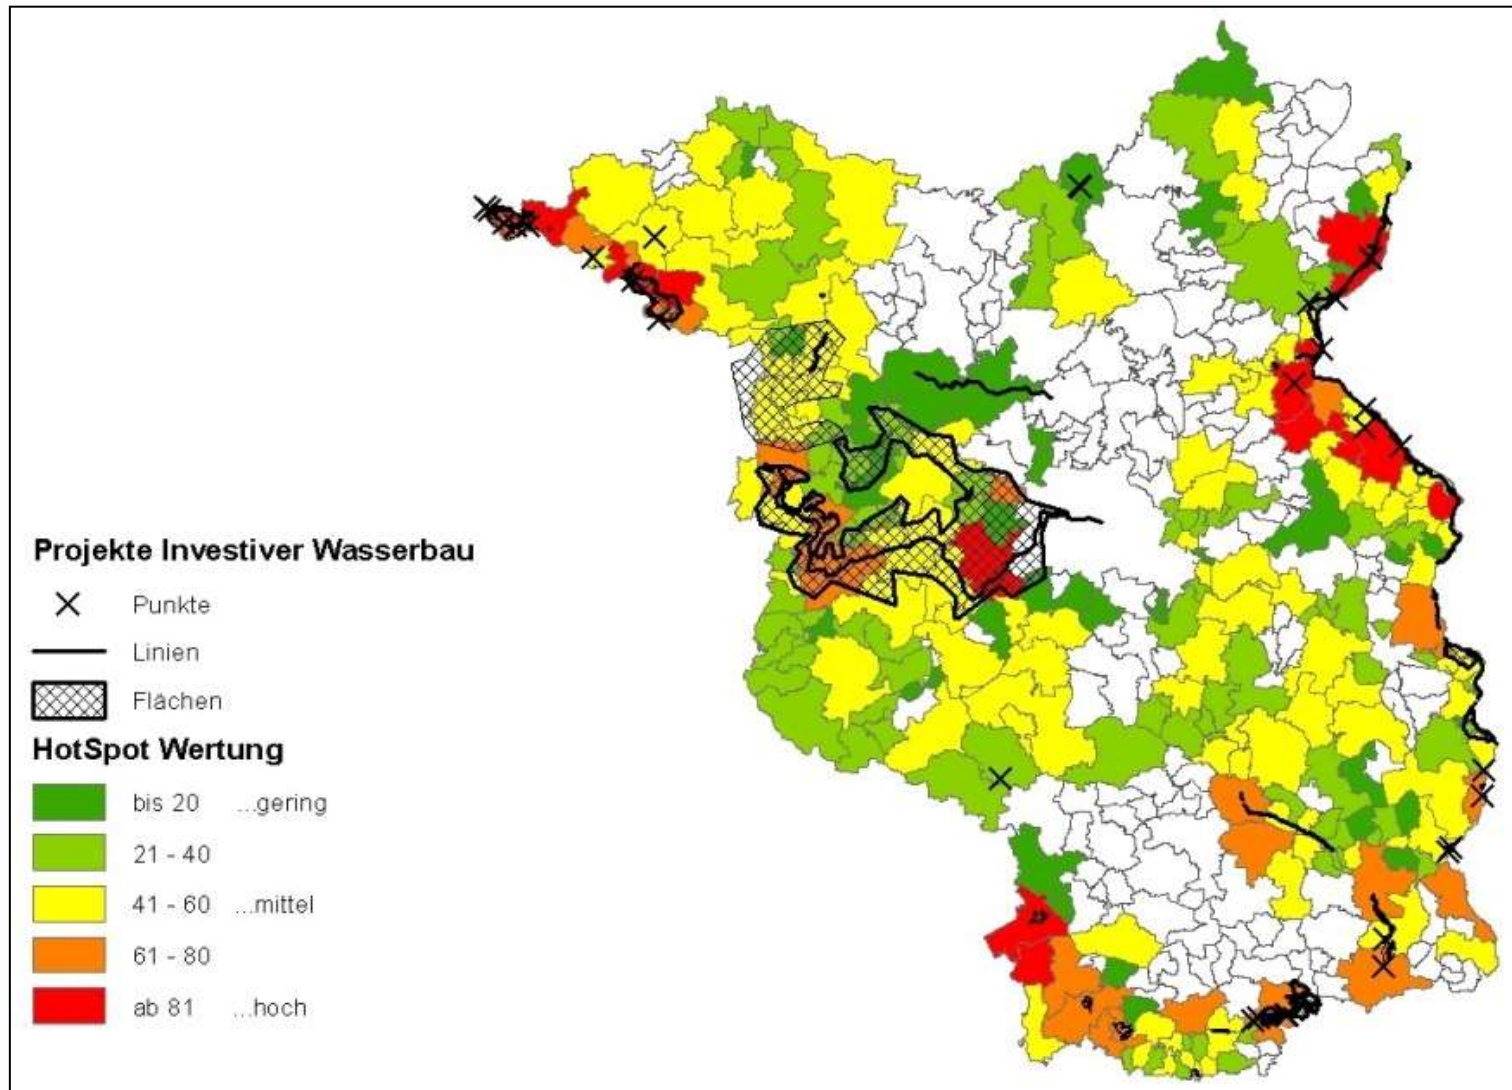 Projekte Investiver Wasserbau
Punkte
Linien
Flächen
HotSpot Wertung
bis 20 ...gering
21 - 40
41 - 60 ...mittel
61 - 80
ab 81 ...hoch